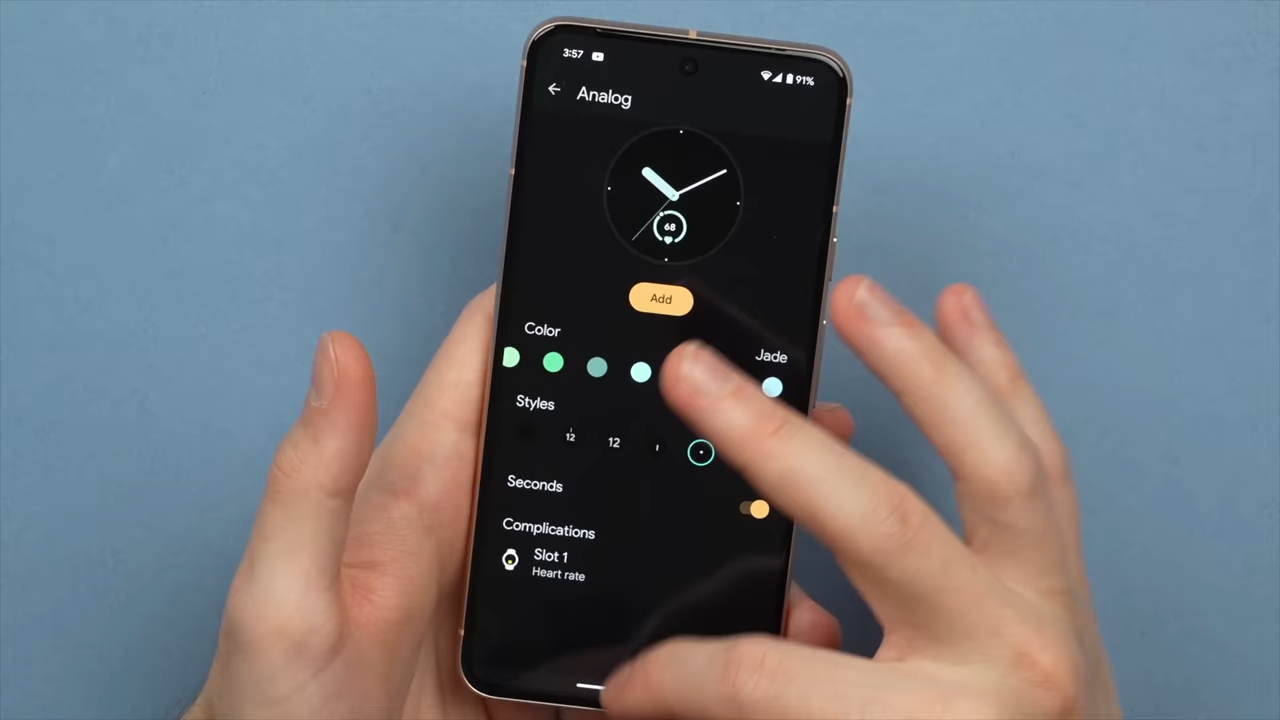 3:57
91%
Analog
68
Add
Color
Jade
Styles
12
12
Seconds
Complications
Slot 1
Heart rate